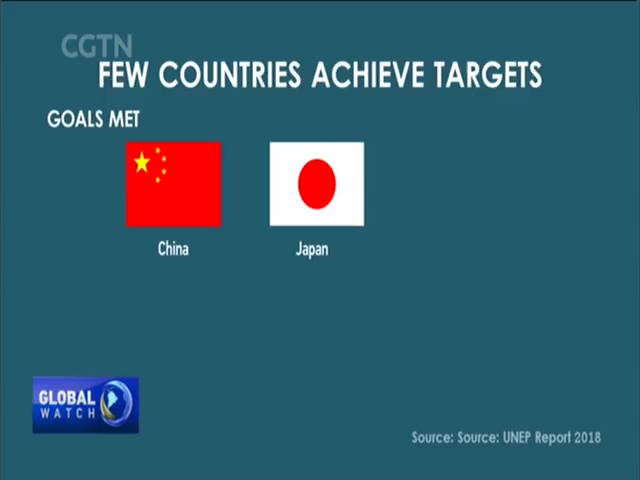 CGTN
FEW COUNTRIES ACHIEVE TARGETS
GOALS MET
China
Japan
GLOBAL
WATCH
Source: Source: UNEP Report 2018